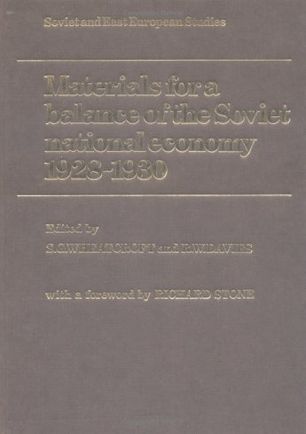 Soviet and East European Studies
Materials for a
balance of the Soviet
national economy
1928-1930
Edited by
S.G.WHEATCROFT and R.W.DAVIES
with a foreword by RICHARD STONE